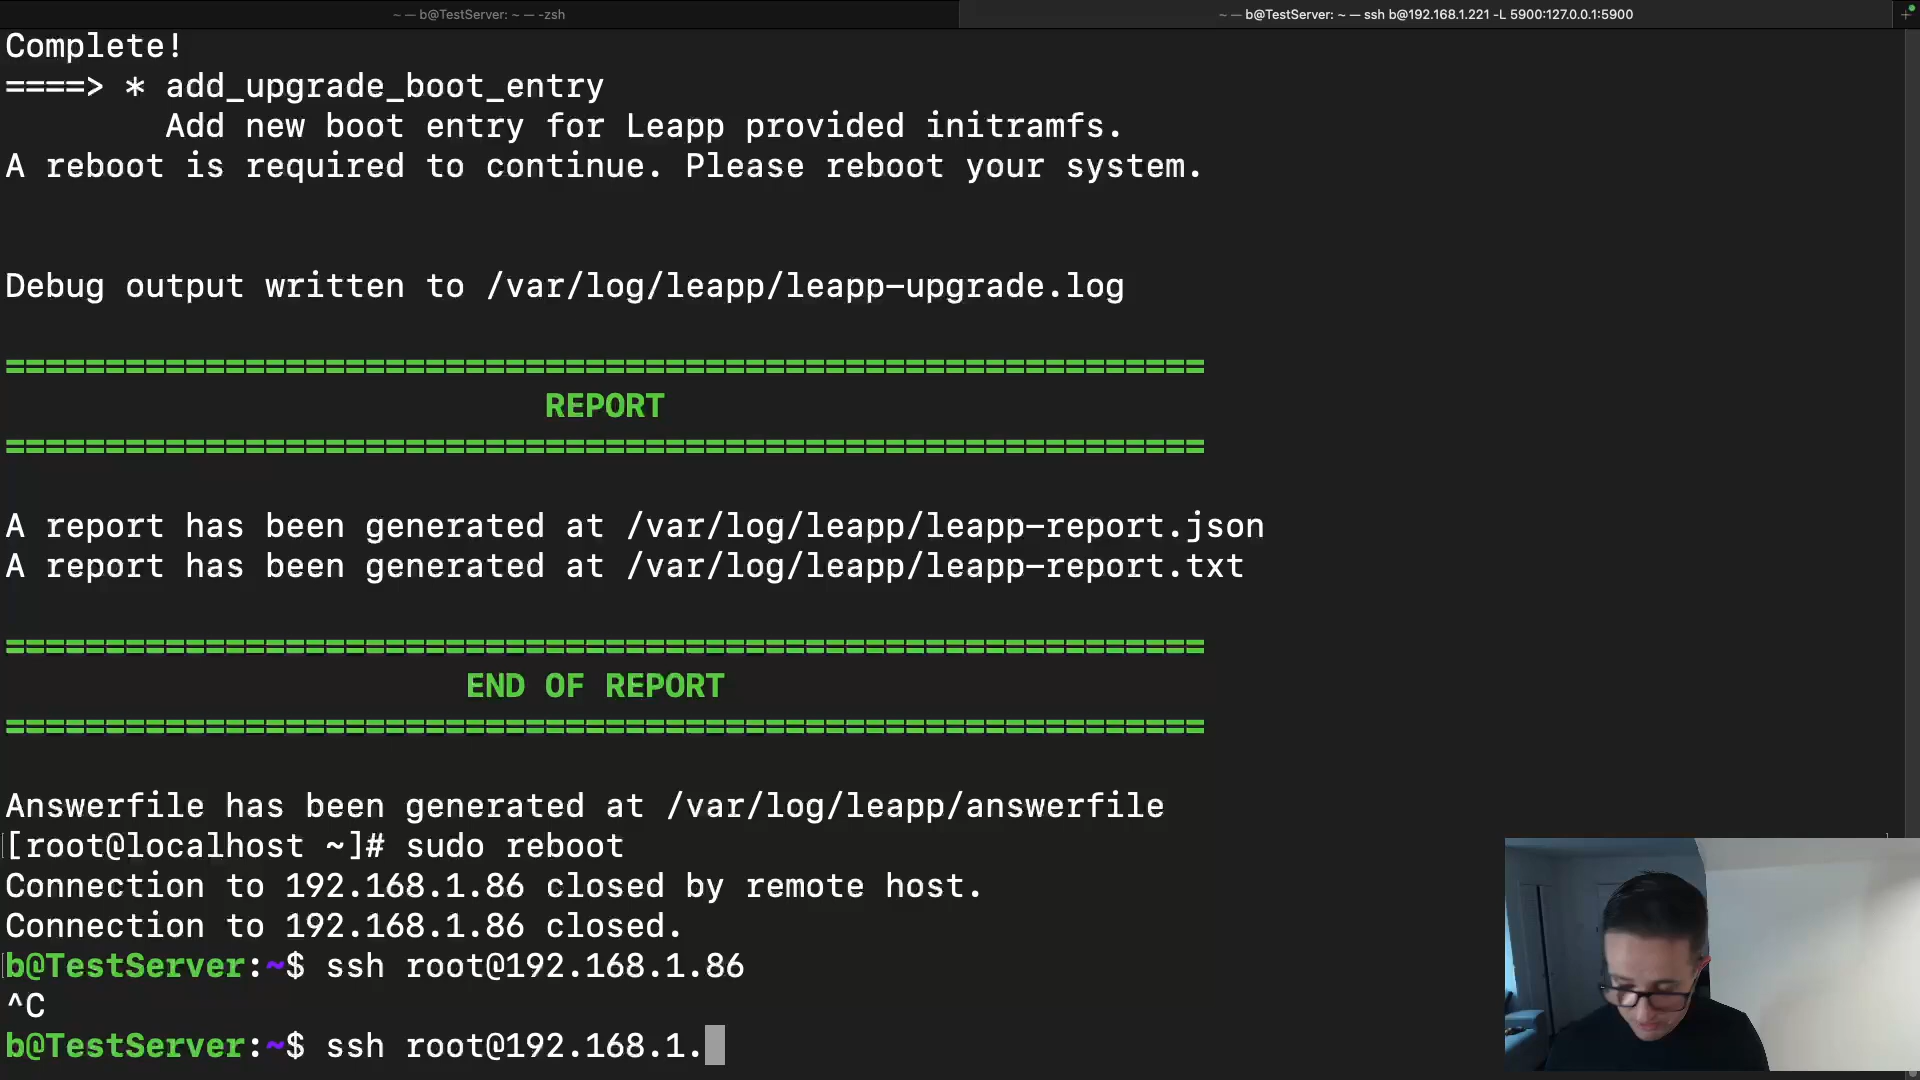 ~ — b@TestServer: ~ — -zsh
~ — b@TestServer: ~ — ssh b@192.168.1.221 -L 5900:127.0.0.1:5900
Complete!
====> * add_upgrade_boot_entry
Add new boot entry for Leapp provided initramfs.
A reboot is required to continue. Please reboot your system.
Debug output written to /var/log/leapp/leapp-upgrade.log
============================================================
REPORT
============================================================
A report has been generated at /var/log/leapp/leapp-report.json
A report has been generated at /var/log/leapp/leapp-report.txt
============================================================
END OF REPORT
============================================================
Answerfile has been generated at /var/log/leapp/answerfile
[root@localhost ~]# sudo reboot
Connection to 192.168.1.86 closed by remote host.
Connection to 192.168.1.86 closed.
b@TestServer:~$ ssh root@192.168.1.86
^C
b@TestServer:~$ ssh root@192.168.1.